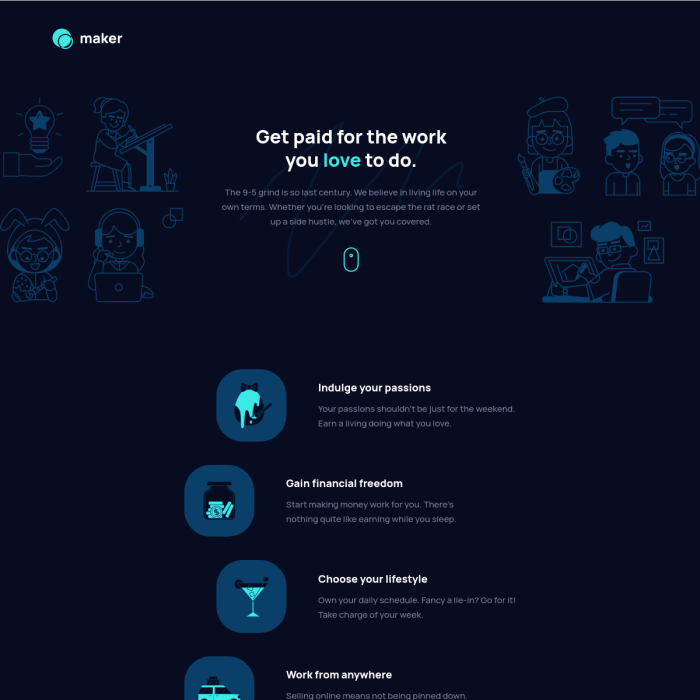 maker
Get paid for the work
you love to do.
The 9-5 grind is so last century. We believe in living life on your
own terms. Whether you're looking to escape the rat race or set
up a side hustle, we've got you covered.
Indulge your passions
Your passions shouldn't be just for the weekend.
Earn a living doing what you love.
Gain financial freedom
Start making money work for you. There's
nothing quite like earning while you sleep.
Choose your lifestyle
Own your daily schedule. Fancy a lie-in? Go for it!
Take charge of your week.
Work from anywhere
Selling online means not being pinned down.